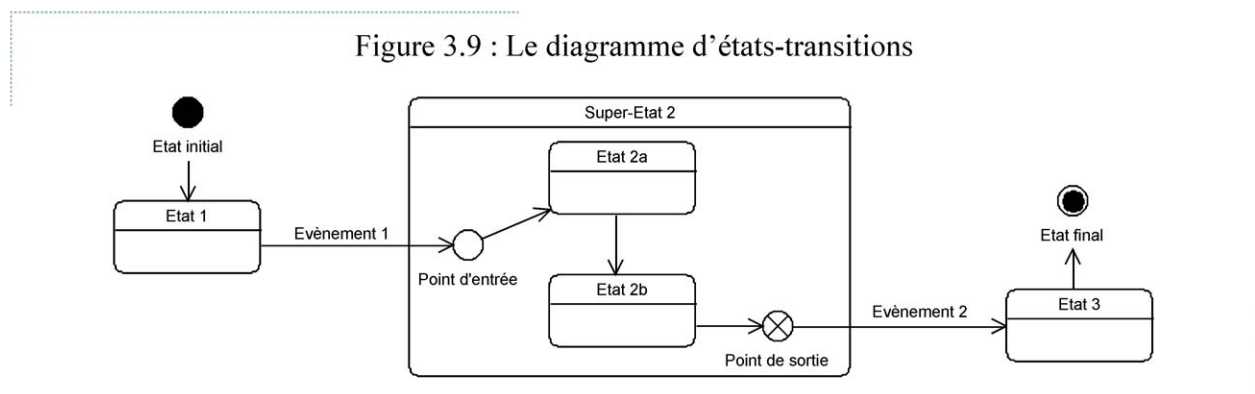 Figure 3.9 : Le diagramme d'états-transitions
Super-Etat 2
Etat initial
Etat 2a
Etat 1
Evènement 1
Etat final
Point d'entrée
Etat 2b
Evènement 2
Etat 3
Point de sortie